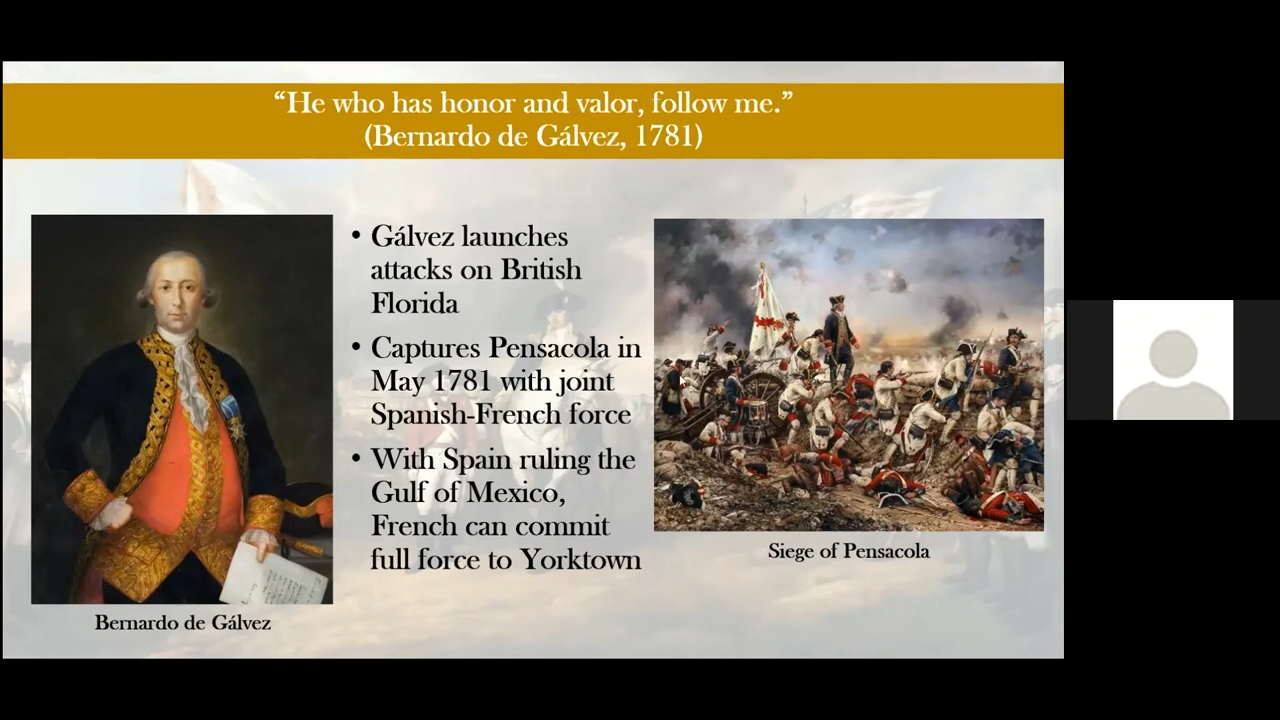 “He who has honor and valor, follow me.”
(Bernardo de Gálvez, 1781)
• Gálvez launches
attacks on British
Florida
• Captures Pensacola in
May 1781 with joint
Spanish-French force
• With Spain ruling the
Gulf of Mexico,
French can commit
full force to Yorktown
Siege of Pensacola
Bernardo de Gálvez